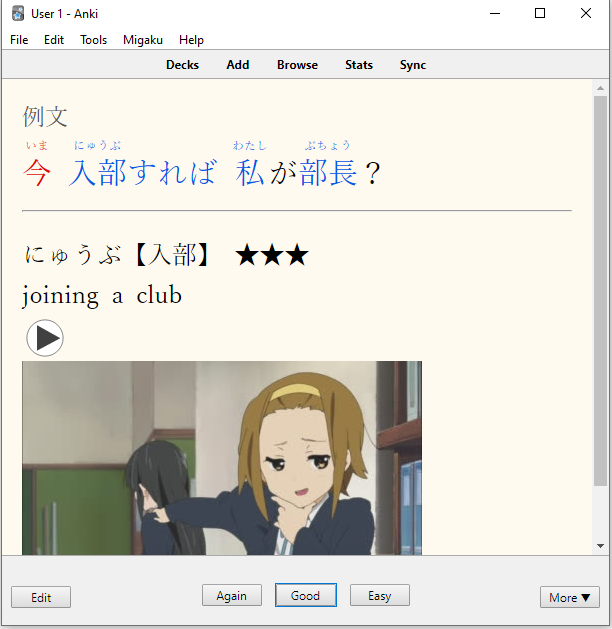 User 1 - Anki
File Edit Tools Migaku Help
Decks Add Browse Stats Sync
例文
いま にゅうぶ わたし ぶちょう
今 入部すれば 私が部長？
にゅうぶ【入部】 ★★★
joining a club
Edit Again Good Easy More ▼